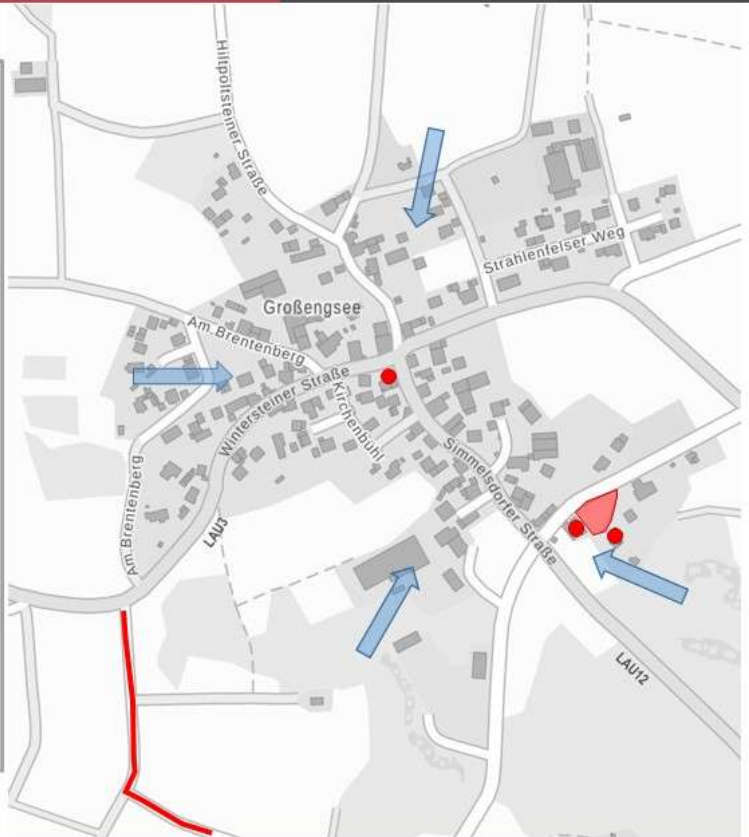 Hiltpoltsteiner Straße
Strahlenfelser Weg
Großengsee
Am Brentenberg
Wintersteiner Straße
Kirchenbühl
Simmelsdorfer Straße
Am Brentenberg
LAU3
LAU12